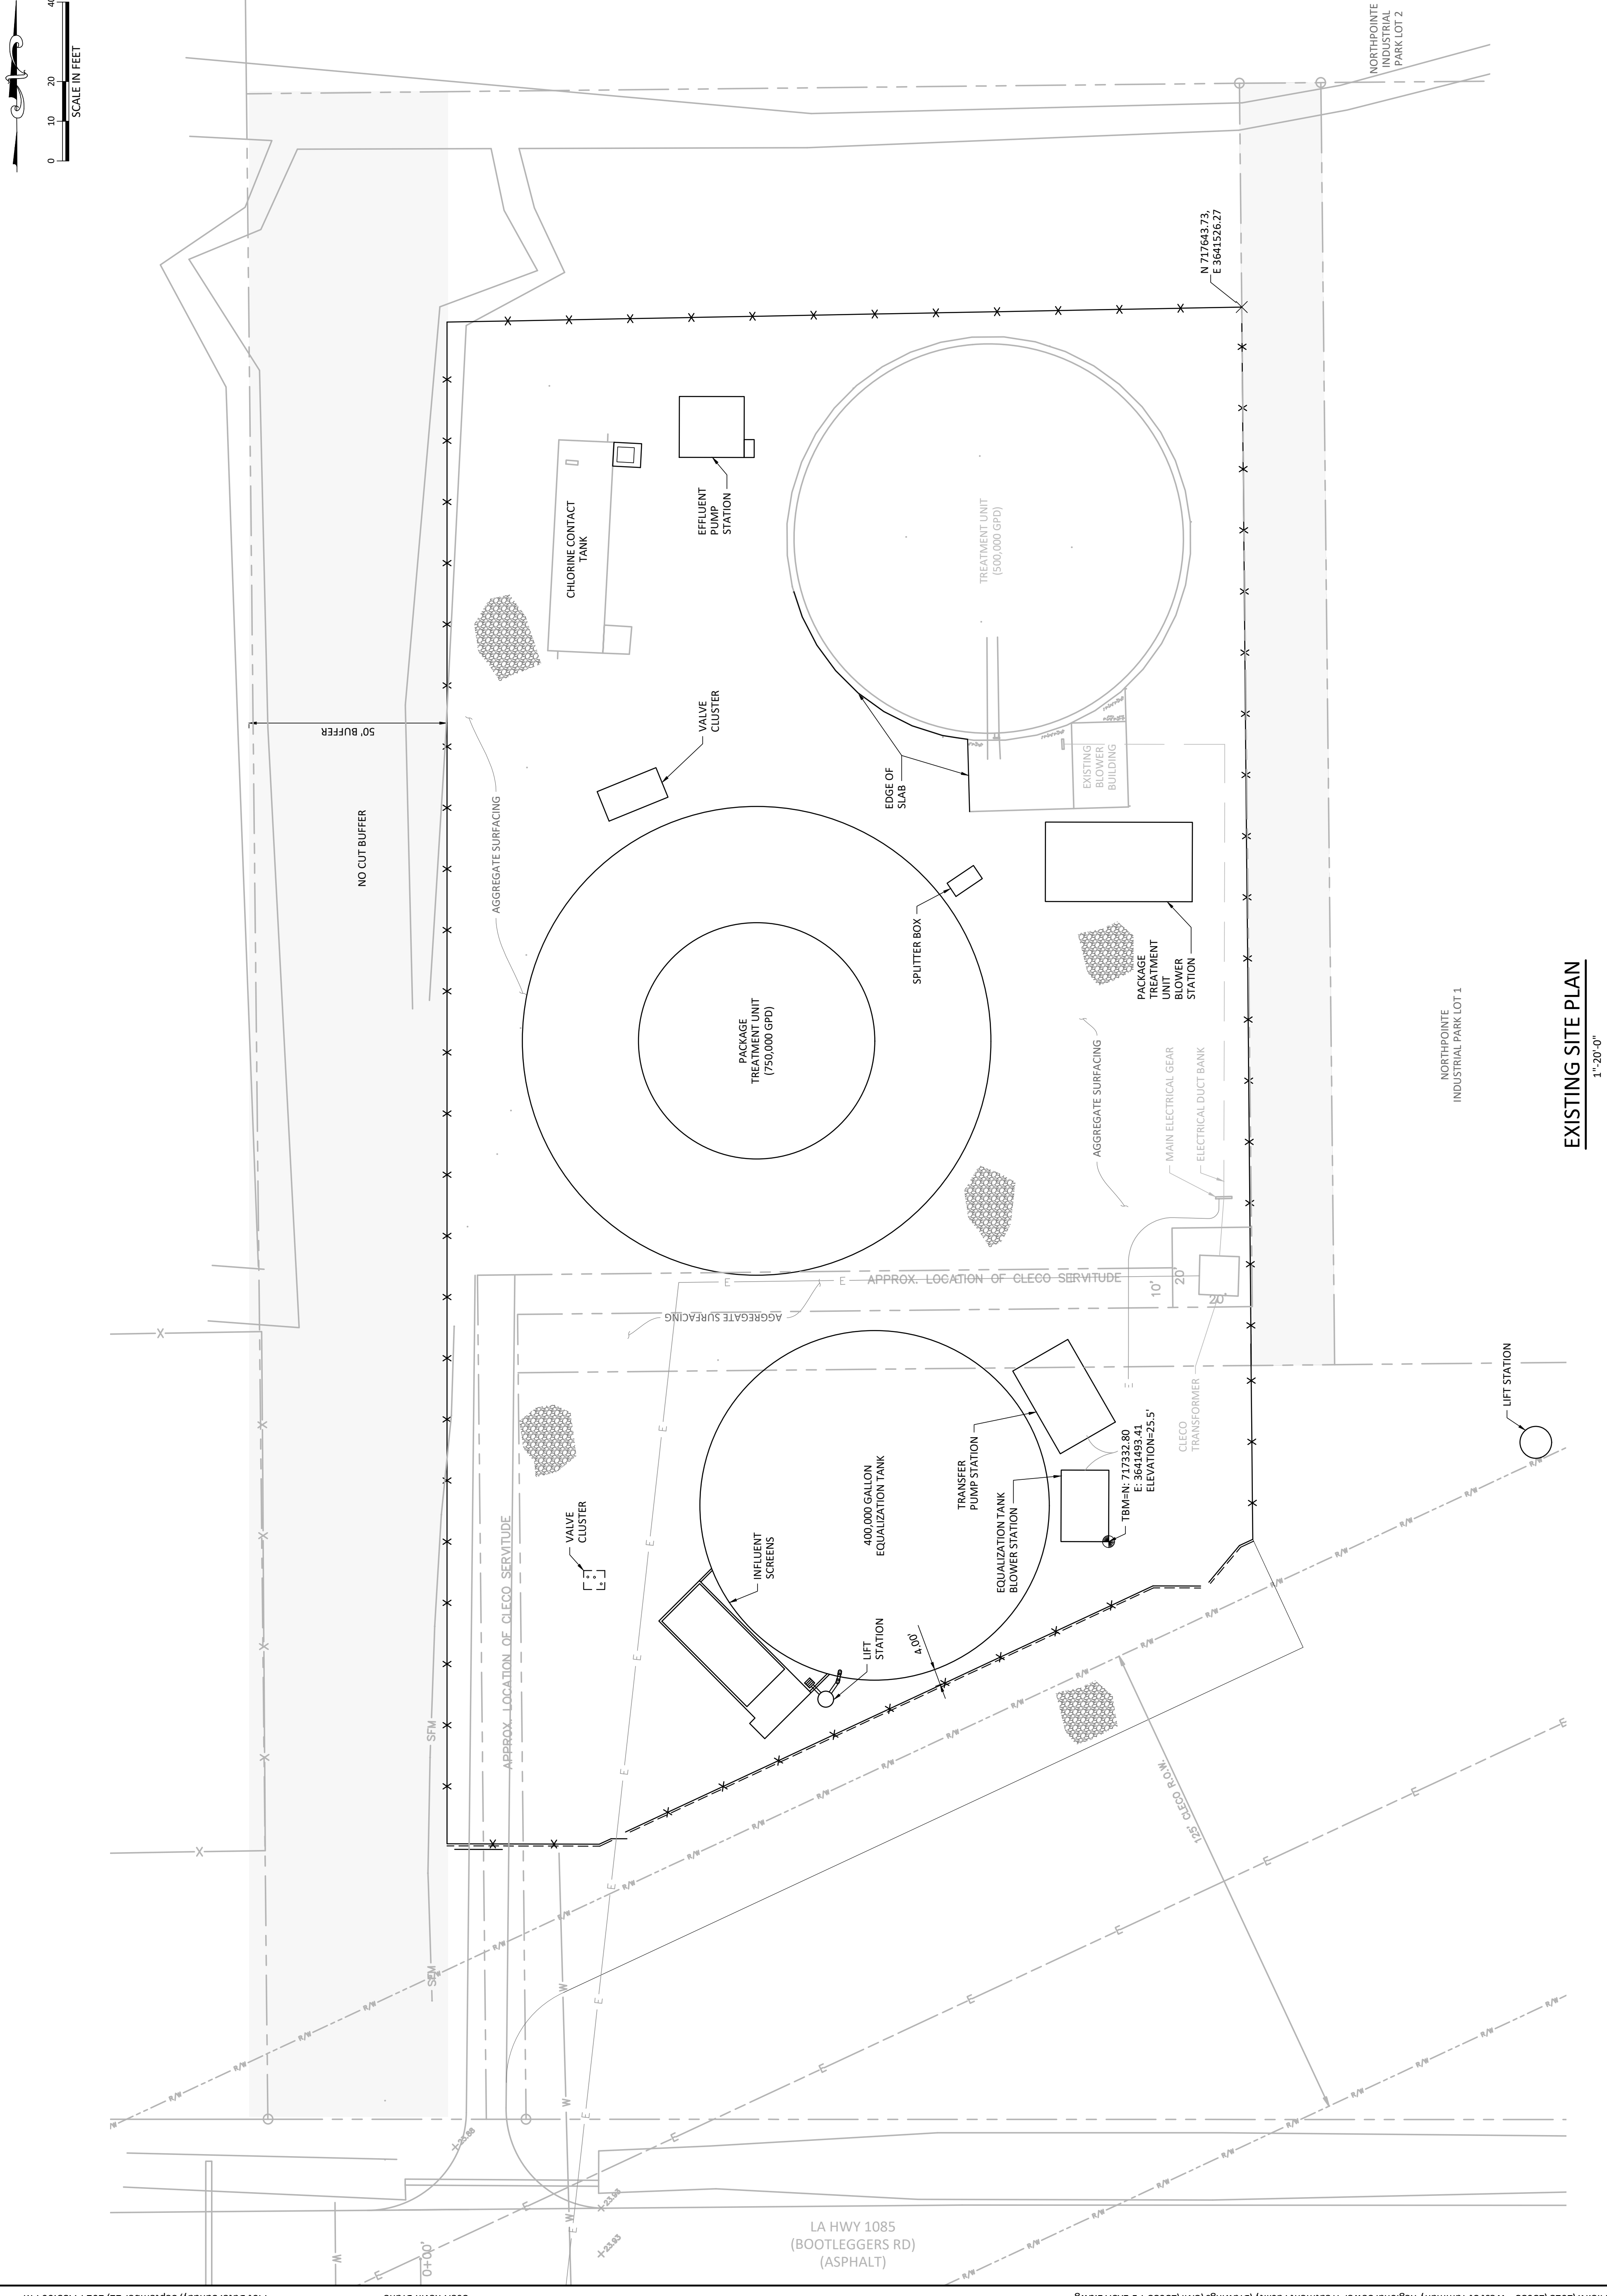 40
20
10
0
SCALE IN FEET
NORTHPOINTE
INDUSTRIAL
PARK LOT 2
N 717643.73,
E 3641526.27
50' BUFFER
NO CUT BUFFER
AGGREGATE SURFACING
CHLORINE CONTACT
TANK
EFFLUENT
PUMP
STATION
TREATMENT UNIT
(500,000 GPD)
VALVE
CLUSTER
EDGE OF
SLAB
EXISTING
BLOWER
BUILDING
SPLITTER BOX
PACKAGE
TREATMENT UNIT
(750,000 GPD)
PACKAGE
TREATMENT
UNIT
BLOWER
STATION
AGGREGATE SURFACING
MAIN ELECTRICAL GEAR
ELECTRICAL DUCT BANK
NORTHPOINTE
INDUSTRIAL PARK LOT 1
EXISTING SITE PLAN
1"-20'-0"
APPROX. LOCATION OF CLECO SERVITUDE
10'
20'
20'
AGGREGATE SURFACING
CLECO
TRANSFORMER
LIFT STATION
TRANSFER
PUMP STATION
EQUALIZATION TANK
BLOWER STATION
TBM=N: 717332.80
E: 3641493.41
ELEVATION=25.5'
400,000 GALLON
EQUALIZATION TANK
VALVE
CLUSTER
INFLUENT
SCREENS
LIFT
STATION
4.00'
APPROX. LOCATION OF CLECO SERVITUDE
SFM
SFM
125' CLECO R.O.W.
R/W
E
W
X
23.88
23.93
23.93
0+00'
LA HWY 1085
(BOOTLEGGERS RD)
(ASPHALT)